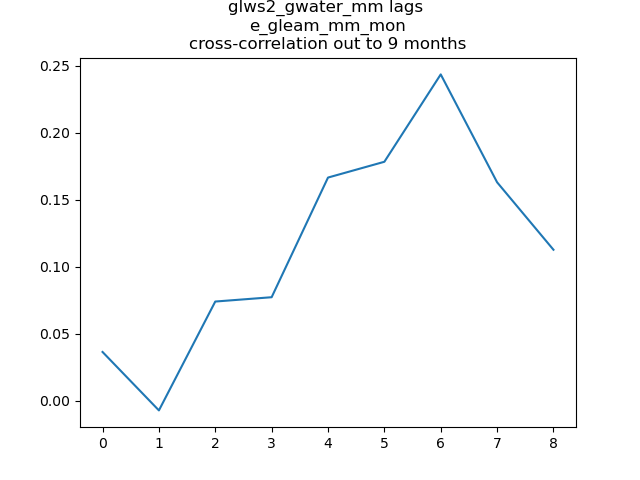 glws2_gwater_mm lags
e_gleam_mm_mon
cross-correlation out to 9 months
0.25
0.20
0.15
0.10
0.05
0.00
0 1 2 3 4 5 6 7 8